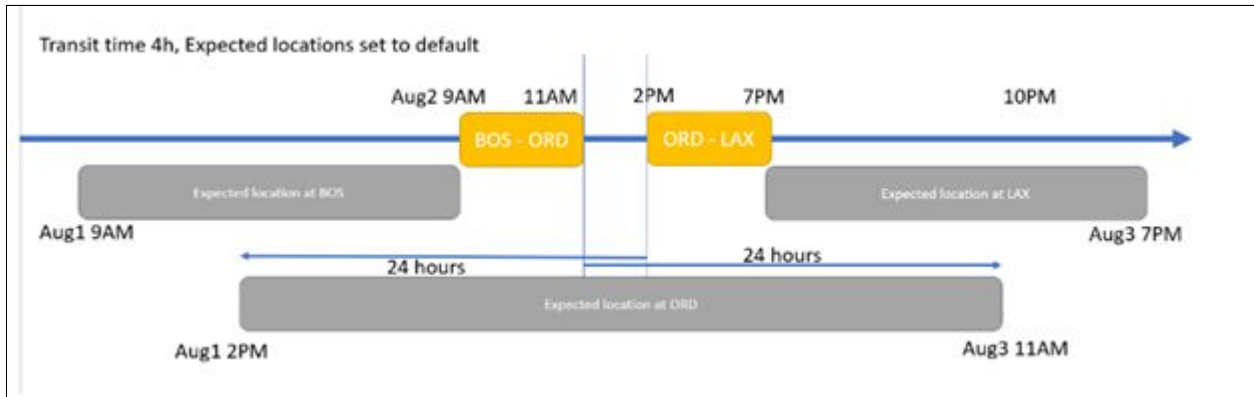 Transit time 4h, Expected locations set to default
Aug2 9AM 11AM 2PM 7PM 10PM
BOS - ORD ORD - LAX
Expected location at BOS Expected location at LAX
Aug1 9AM Aug3 7PM
24 hours 24 hours
Expected location at ORD
Aug1 2PM Aug3 11AM